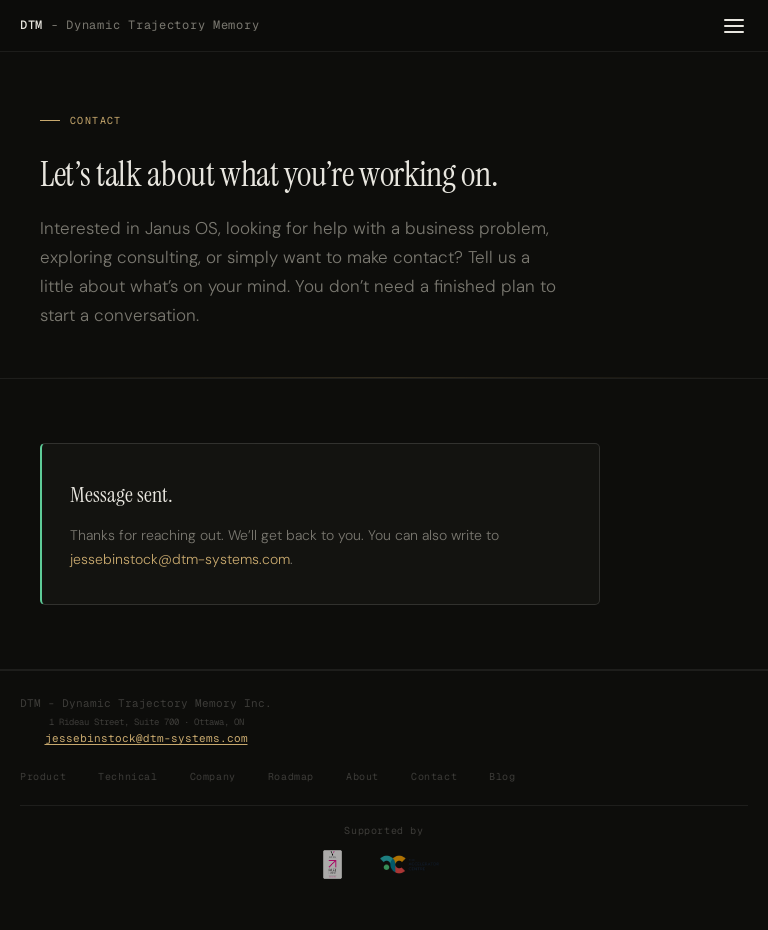 DTM – Dynamic Trajectory Memory
CONTACT
Let’s talk about what you’re working on.
Interested in Janus OS, looking for help with a business problem,
exploring consulting, or simply want to make contact? Tell us a
little about what’s on your mind. You don’t need a finished plan to
start a conversation.
Message sent.
Thanks for reaching out. We’ll get back to you. You can also write to
jessebinstock@dtm-systems.com.
DTM – Dynamic Trajectory Memory Inc.
1 Rideau Street, Suite 700 · Ottawa, ON
jessebinstock@dtm-systems.com
Product Technical Company Roadmap About Contact Blog
Supported by